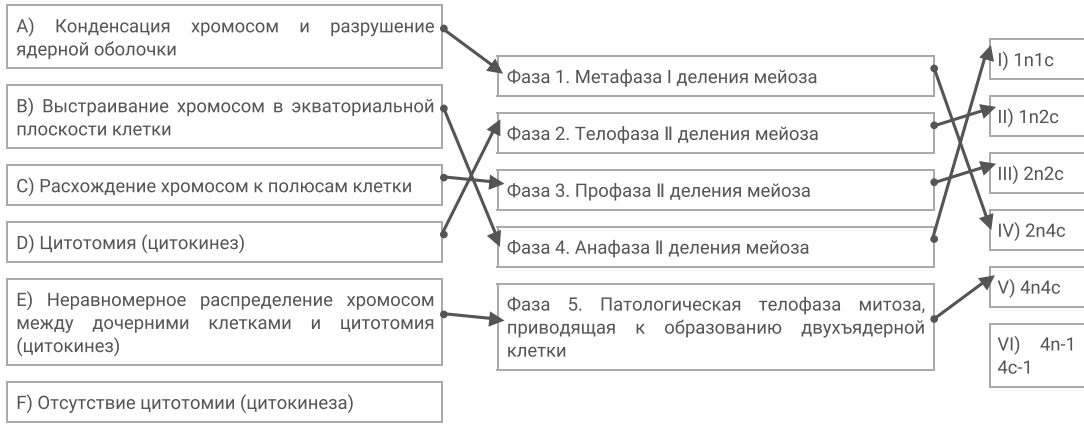 A) Конденсация хромосом и разрушение
ядерной оболочки
B) Выстраивание хромосом в экваториальной
плоскости клетки
C) Расхождение хромосом к полюсам клетки
D) Цитотомия (цитокинез)
E) Неравномерное распределение хромосом
между дочерними клетками и цитотомия
(цитокинез)
F) Отсутствие цитотомии (цитокинеза)
Фаза 1. Метафаза I деления мейоза
Фаза 2. Телофаза II деления мейоза
Фаза 3. Профаза II деления мейоза
Фаза 4. Анафаза II деления мейоза
Фаза 5. Патологическая телофаза митоза,
приводящая к образованию двухъядерной
клетки
I) 1n1c
II) 1n2c
III) 2n2c
IV) 2n4c
V) 4n4c
VI) 4n-1
4c-1